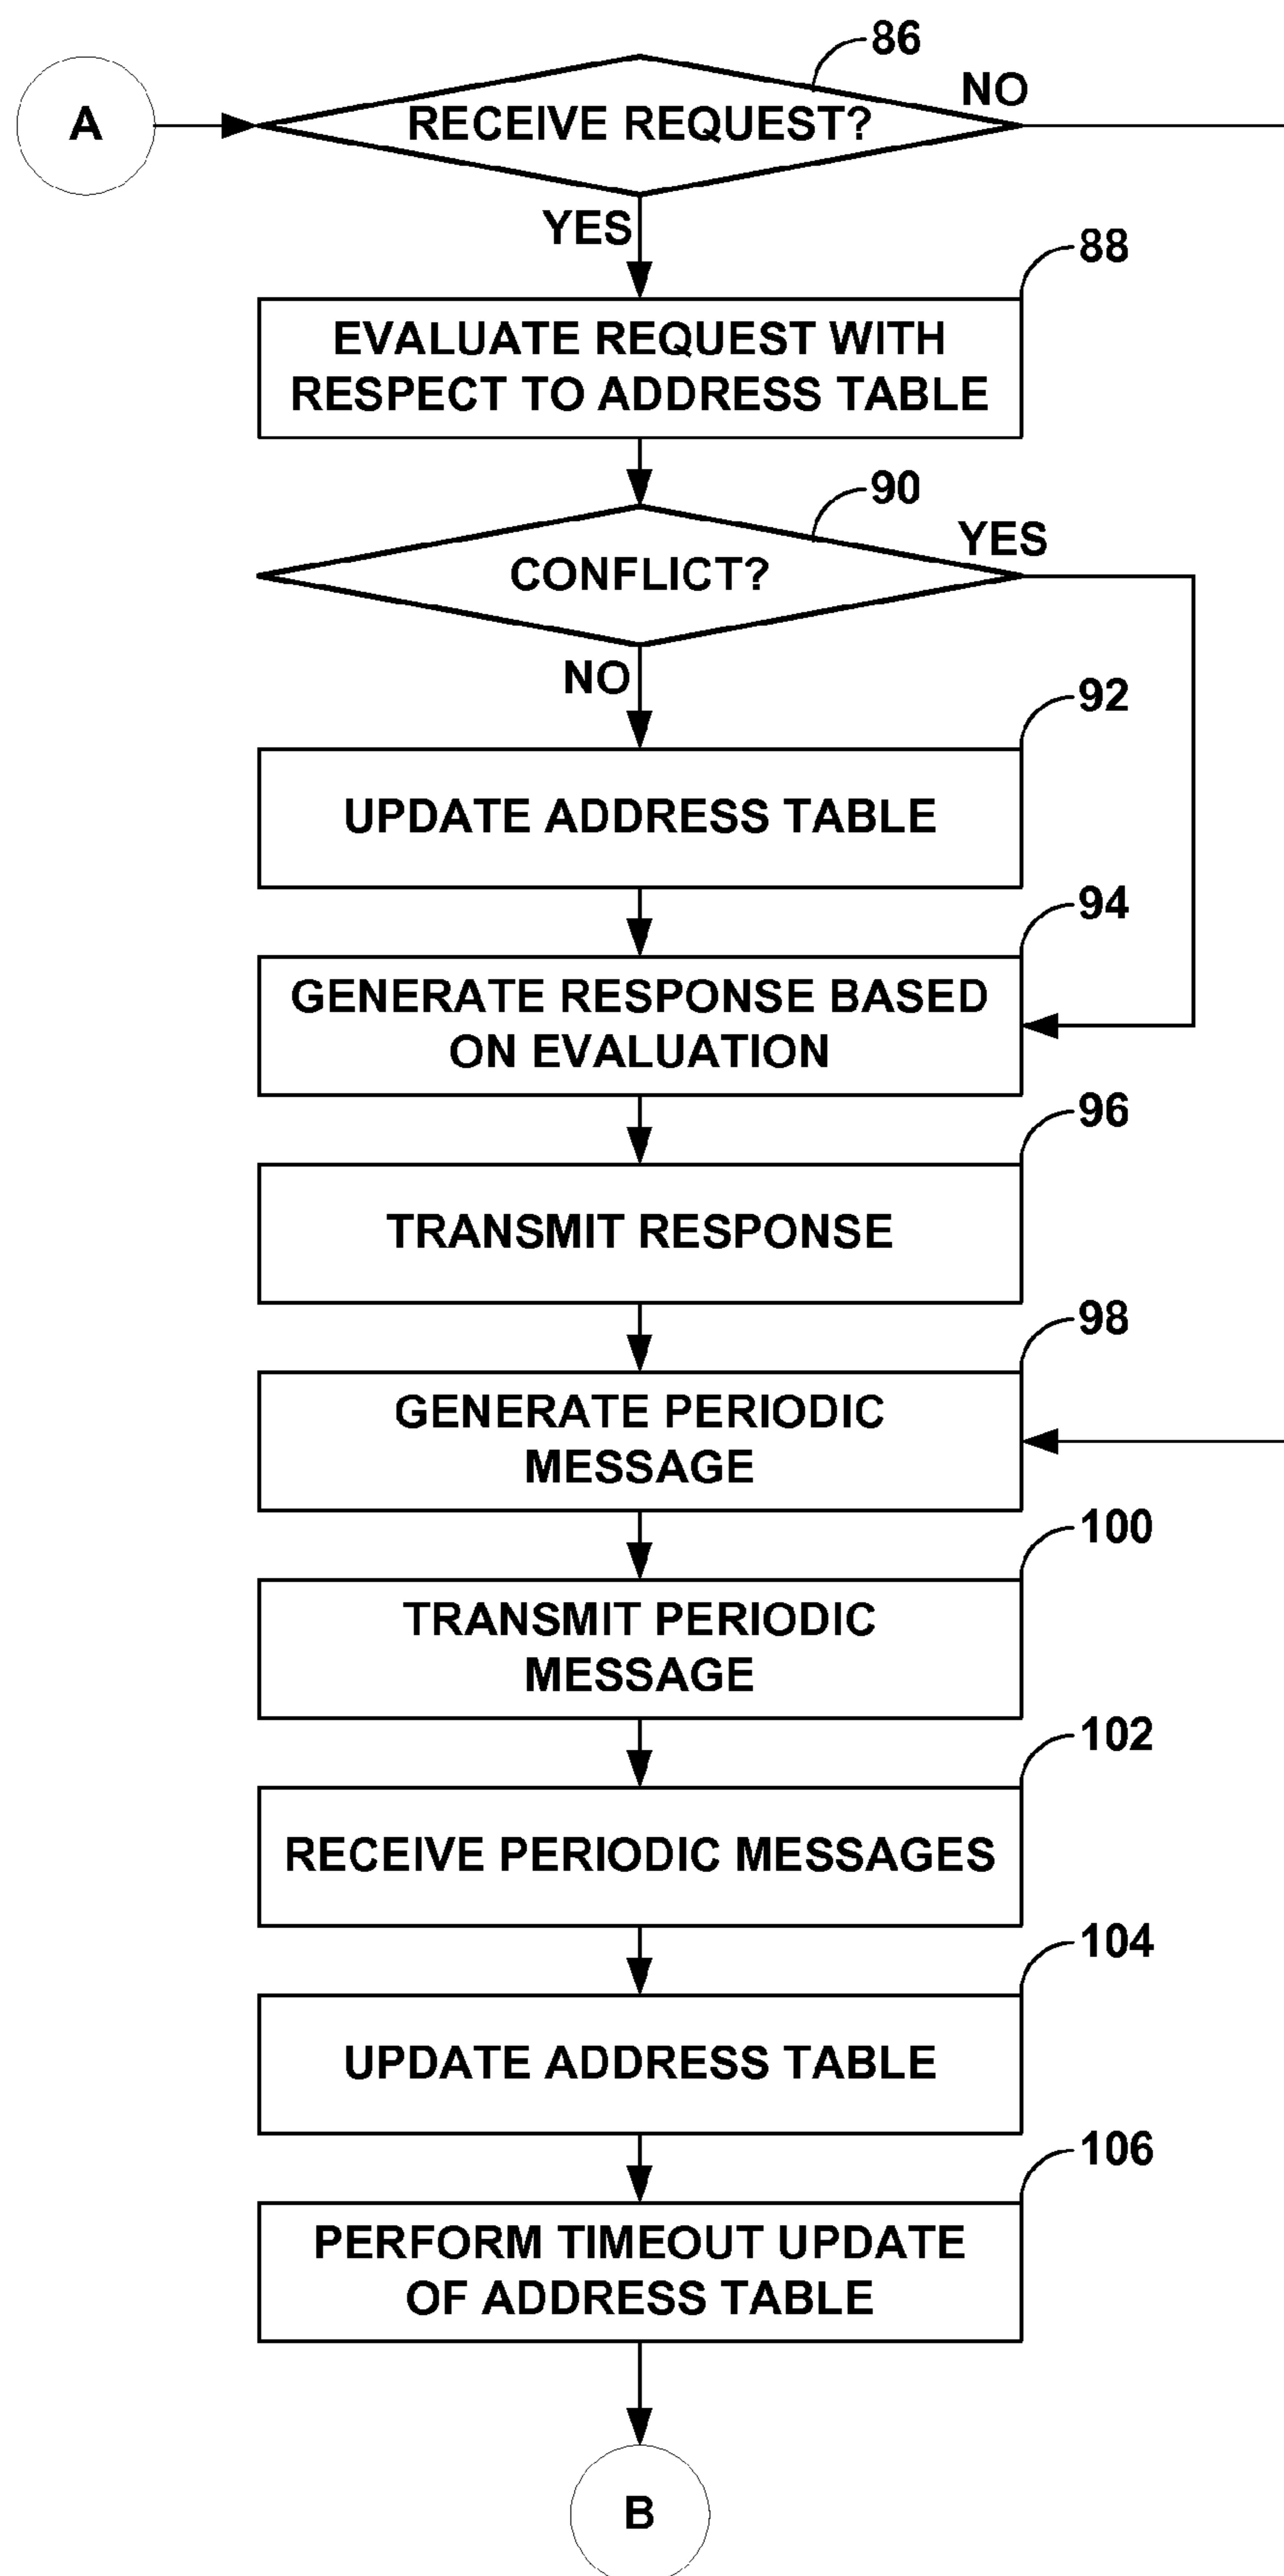 86
NO
A
RECEIVE REQUEST?
YES
88
EVALUATE REQUEST WITH
RESPECT TO ADDRESS TABLE
90
YES
CONFLICT?
NO
92
UPDATE ADDRESS TABLE
94
GENERATE RESPONSE BASED
ON EVALUATION
96
TRANSMIT RESPONSE
98
GENERATE PERIODIC
MESSAGE
100
TRANSMIT PERIODIC
MESSAGE
102
RECEIVE PERIODIC MESSAGES
104
UPDATE ADDRESS TABLE
106
PERFORM TIMEOUT UPDATE
OF ADDRESS TABLE
B